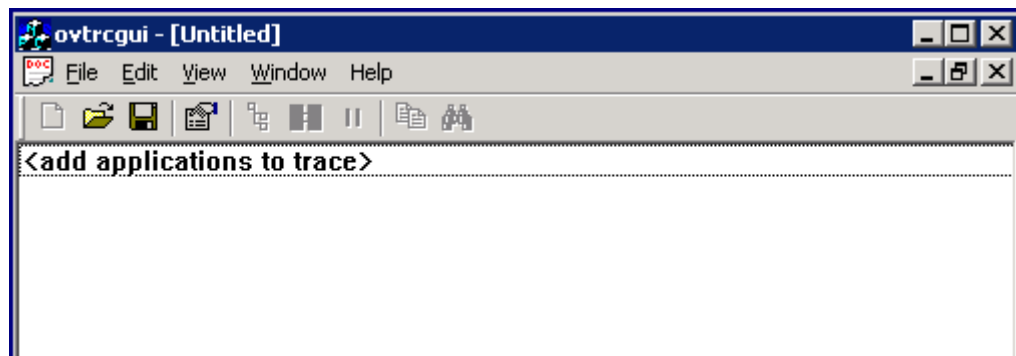 ovtrcgui - [Untitled]
File Edit View Window Help
<add applications to trace>